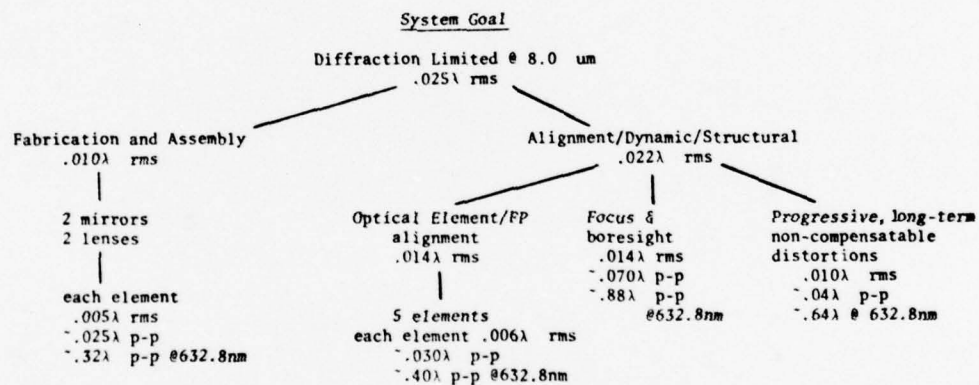 System Goal
Diffraction Limited @ 8.0 um
.025λ rms
Fabrication and Assembly
.010λ rms
2 mirrors
2 lenses
each element
.005λ rms
~.025λ p-p
~.32λ p-p @632.8nm
Alignment/Dynamic/Structural
.022λ rms
Optical Element/FP
alignment
.014λ rms
5 elements
each element .006λ rms
~.030λ p-p
~.40λ p-p @632.8nm
Focus &
boresight
.014λ rms
~.070λ p-p
~.88λ p-p
@632.8nm
Progressive, long-term
non-compensatable
distortions
.010λ rms
~.04λ p-p
~.64λ @ 632.8nm